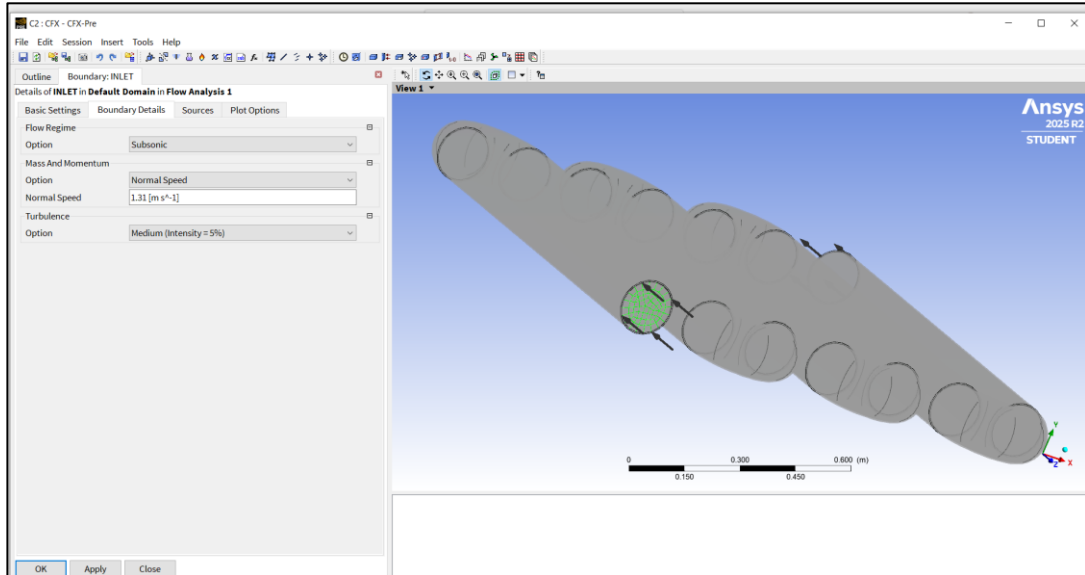 C2 : CFX - CFX-Pre
File Edit Session Insert Tools Help
Outline Boundary: INLET
Details of INLET in Default Domain in Flow Analysis 1
Basic Settings Boundary Details Sources Plot Options
Flow Regime
Option Subsonic
Mass And Momentum
Option Normal Speed
Normal Speed 1.31 [m s^-1]
Turbulence
Option Medium (Intensity = 5%)
OK Apply Close
View 1
Ansys
2025 R2
STUDENT
0 0.300 0.600 (m)
0.150 0.450
Y
X
Z